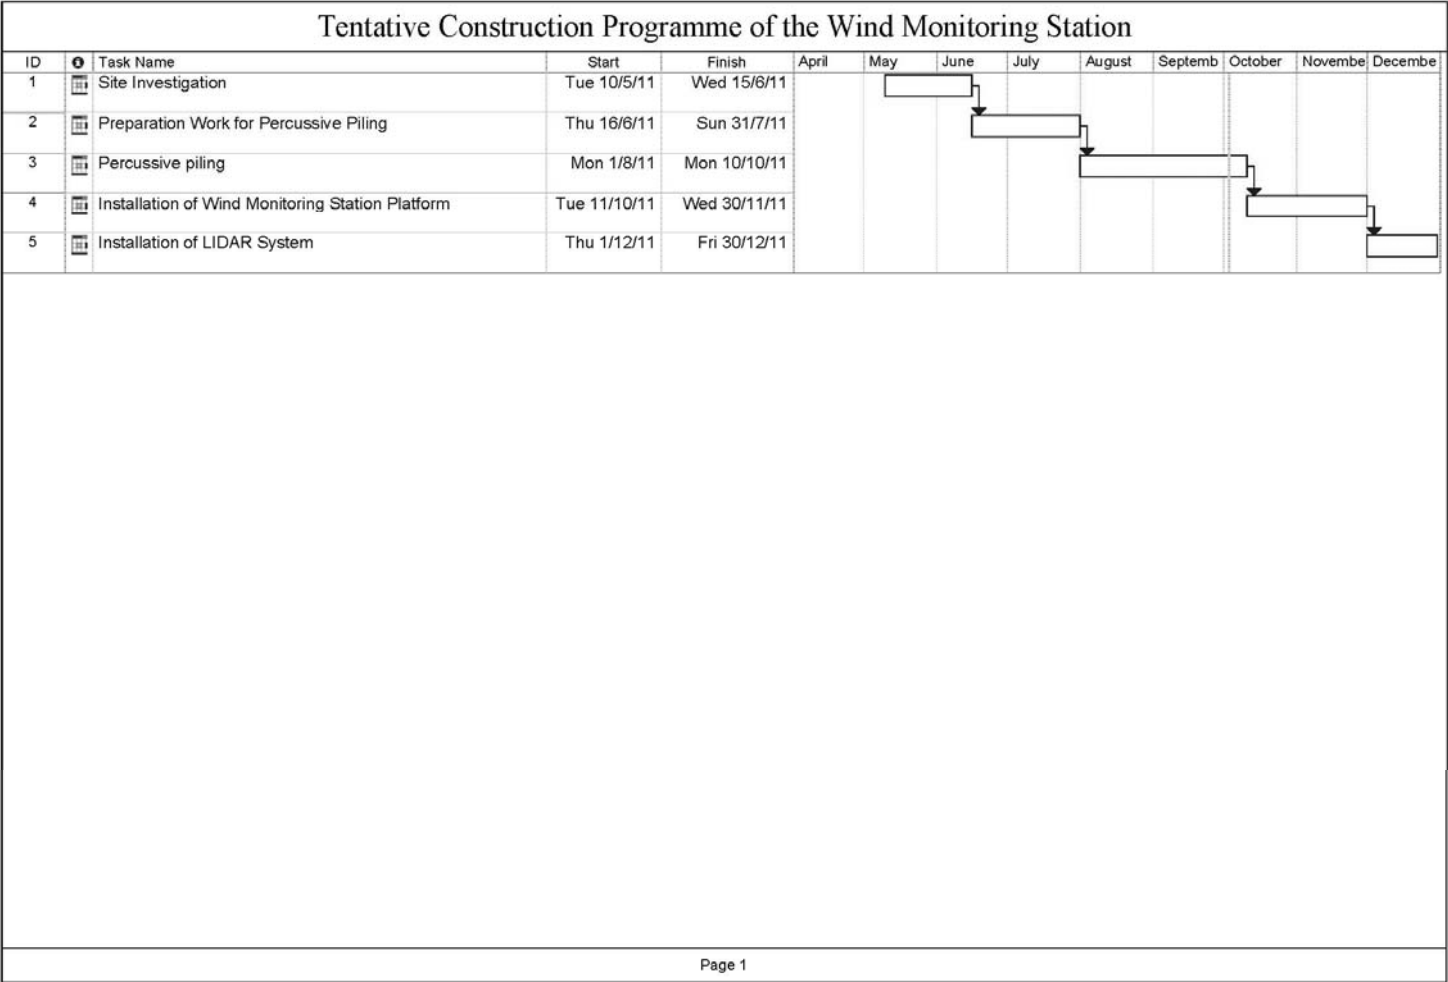 Tentative Construction Programme of the Wind Monitoring Station
ID Task Name Start Finish April May June July August Septemb October Novembe Decembe
1 Site Investigation Tue 10/5/11 Wed 15/6/11
2 Preparation Work for Percussive Piling Thu 16/6/11 Sun 31/7/11
3 Percussive piling Mon 1/8/11 Mon 10/10/11
4 Installation of Wind Monitoring Station Platform Tue 11/10/11 Wed 30/11/11
5 Installation of LIDAR System Thu 1/12/11 Fri 30/12/11
Page 1